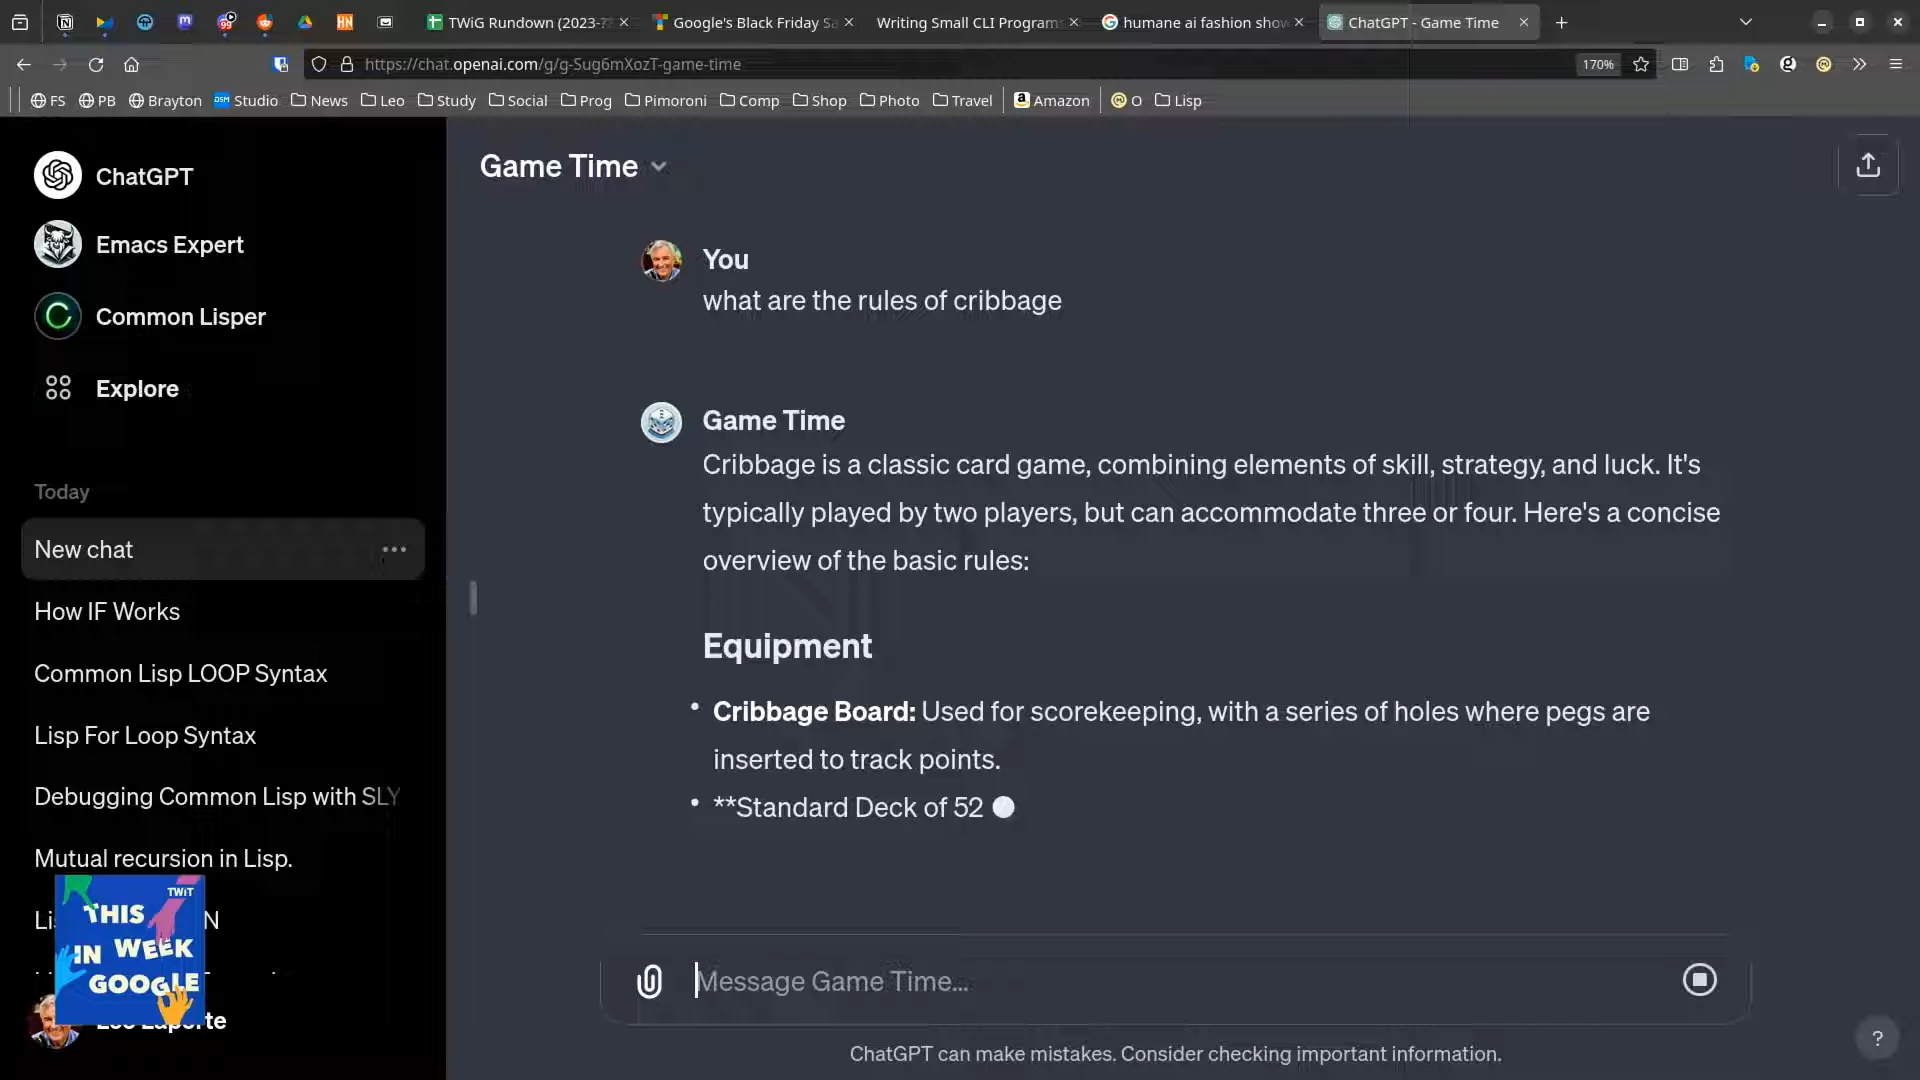 TWiG Rundown (2023-
Google's Black Friday Sa
Writing Small CLI Program
humane ai fashion show
ChatGPT - Game Time
https://chat.openai.com/g/g-Sug6mXozT-game-time
170%
FS
PB
Brayton
DSM Studio
News
Leo
Study
Social
Prog
Pimoroni
Comp
Shop
Photo
Travel
Amazon
O
Lisp
ChatGPT
Emacs Expert
Common Lisper
Explore
Today
New chat
How IF Works
Common Lisp LOOP Syntax
Lisp For Loop Syntax
Debugging Common Lisp with SLY
Mutual recursion in Lisp.
TWiT
THIS
IN WEEK
GOOGLE
Game Time
You
what are the rules of cribbage
Game Time
Cribbage is a classic card game, combining elements of skill, strategy, and luck. It's
typically played by two players, but can accommodate three or four. Here's a concise
overview of the basic rules:
Equipment
• Cribbage Board: Used for scorekeeping, with a series of holes where pegs are
inserted to track points.
• **Standard Deck of 52
Message Game Time...
ChatGPT can make mistakes. Consider checking important information.
?